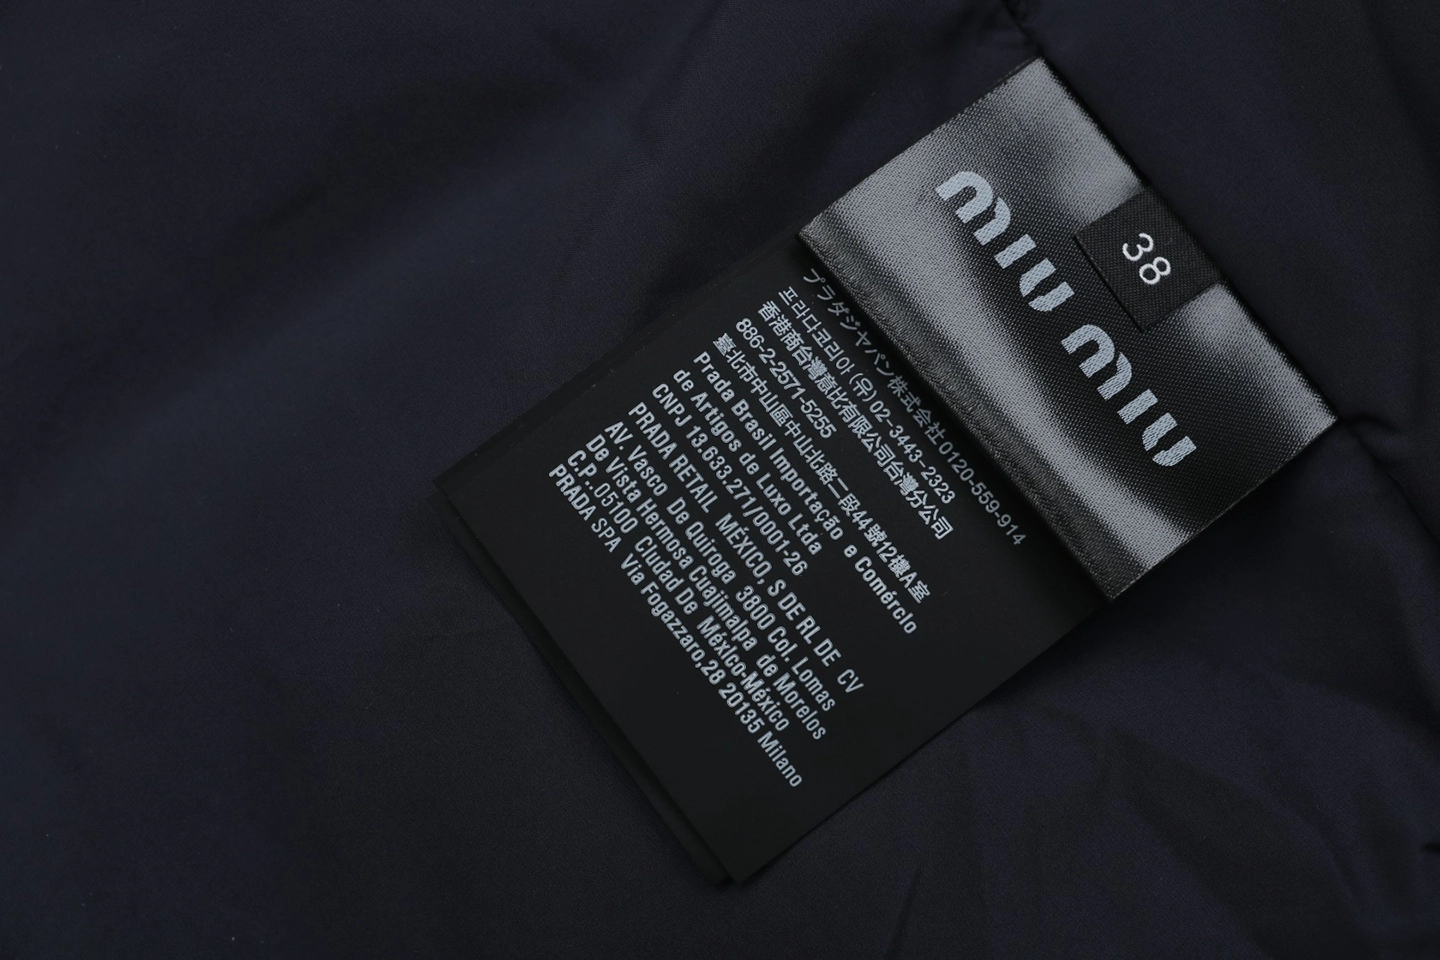 miu miu
38
プラダジャパン株式会社 0120-559-914
프라다코리아 (유) 02-3443-2323
香港商台灣意比有限公司台灣分公司
886-2-2571-5255
臺北市中山區中山北路二段44號12樓A室
Prada Brasil Importação e Comércio
de Artigos de Luxo Ltda
CNPJ 13.633.271/0001-26
PRADA RETAIL MÉXICO, S DE RL DE CV
AV. Vasco De Quiroga 3800 Col. Lomas
De Vista Hermosa Cuajimalpa de Morelos
C.P.:05100 Ciudad De México-México
PRADA SPA Via Fogazzaro,28 20135 Milano